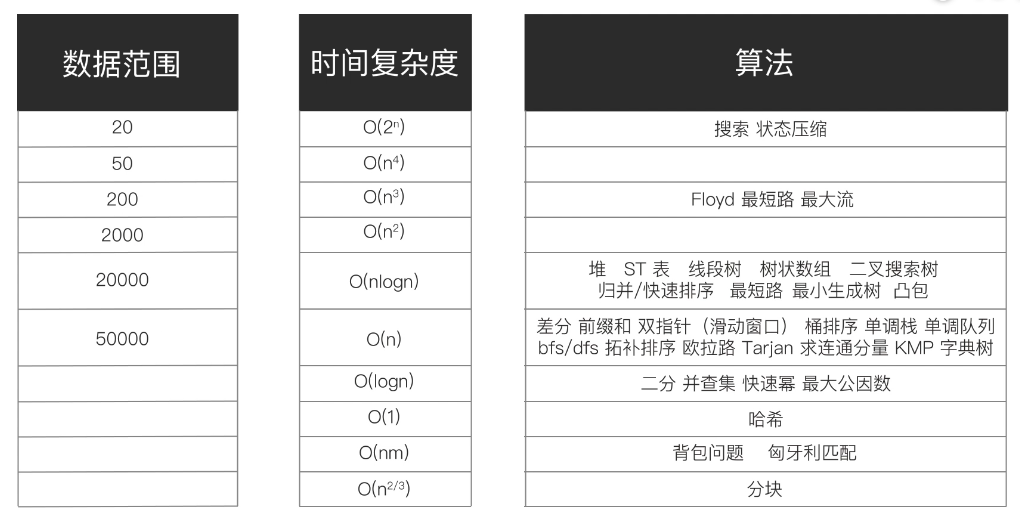 数据范围 时间复杂度 算法
20 O(2ⁿ) 搜索 状态压缩
50 O(n⁴)
200 O(n³) Floyd 最短路 最大流
2000 O(n²)
20000 O(nlogn) 堆 ST 表 线段树 树状数组 二叉搜索树
归并/快速排序 最短路 最小生成树 凸包
50000 O(n) 差分 前缀和 双指针（滑动窗口） 桶排序 单调栈 单调队列
bfs/dfs 拓补排序 欧拉路 Tarjan 求连通分量 KMP 字典树
O(logn) 二分 并查集 快速幂 最大公因数
O(1) 哈希
O(nm) 背包问题 匈牙利匹配
O(n²/³) 分块